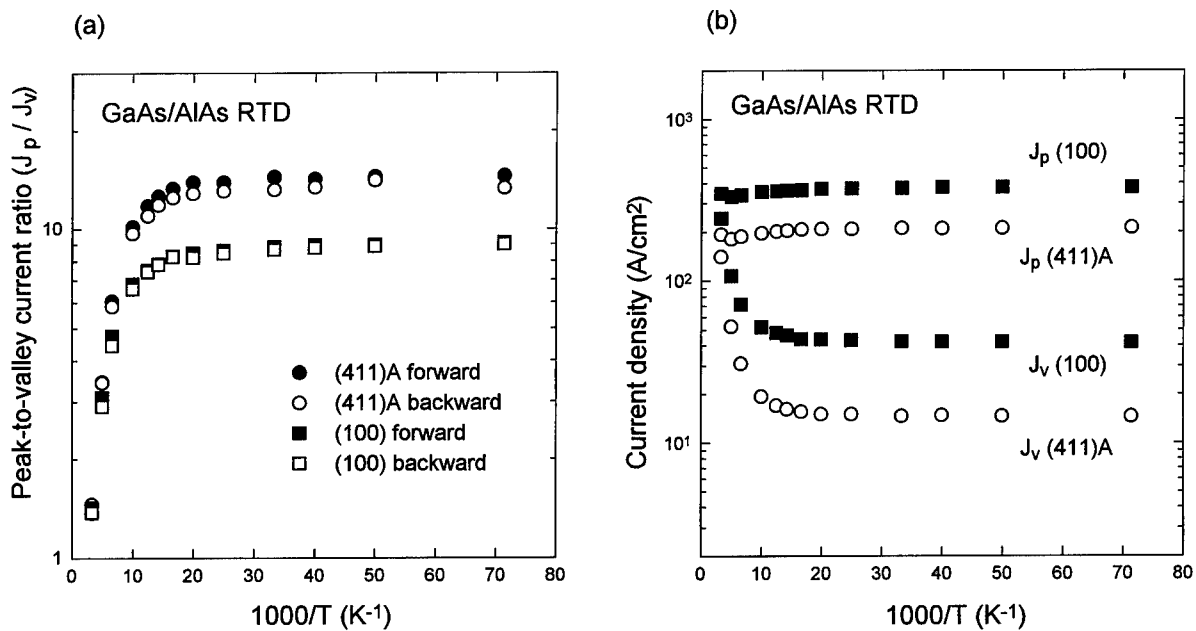 (a)
GaAs/AlAs RTD
Peak-to-valley current ratio (J p / J v)
10
1
(411)A forward
(411)A backward
(100) forward
(100) backward
0 10 20 30 40 50 60 70 80
1000/T (K-1)
(b)
GaAs/AlAs RTD
Current density (A/cm2)
10³
10²
10¹
Jp (100)
Jp (411)A
Jv (100)
Jv (411)A
0 10 20 30 40 50 60 70 80
1000/T (K-1)